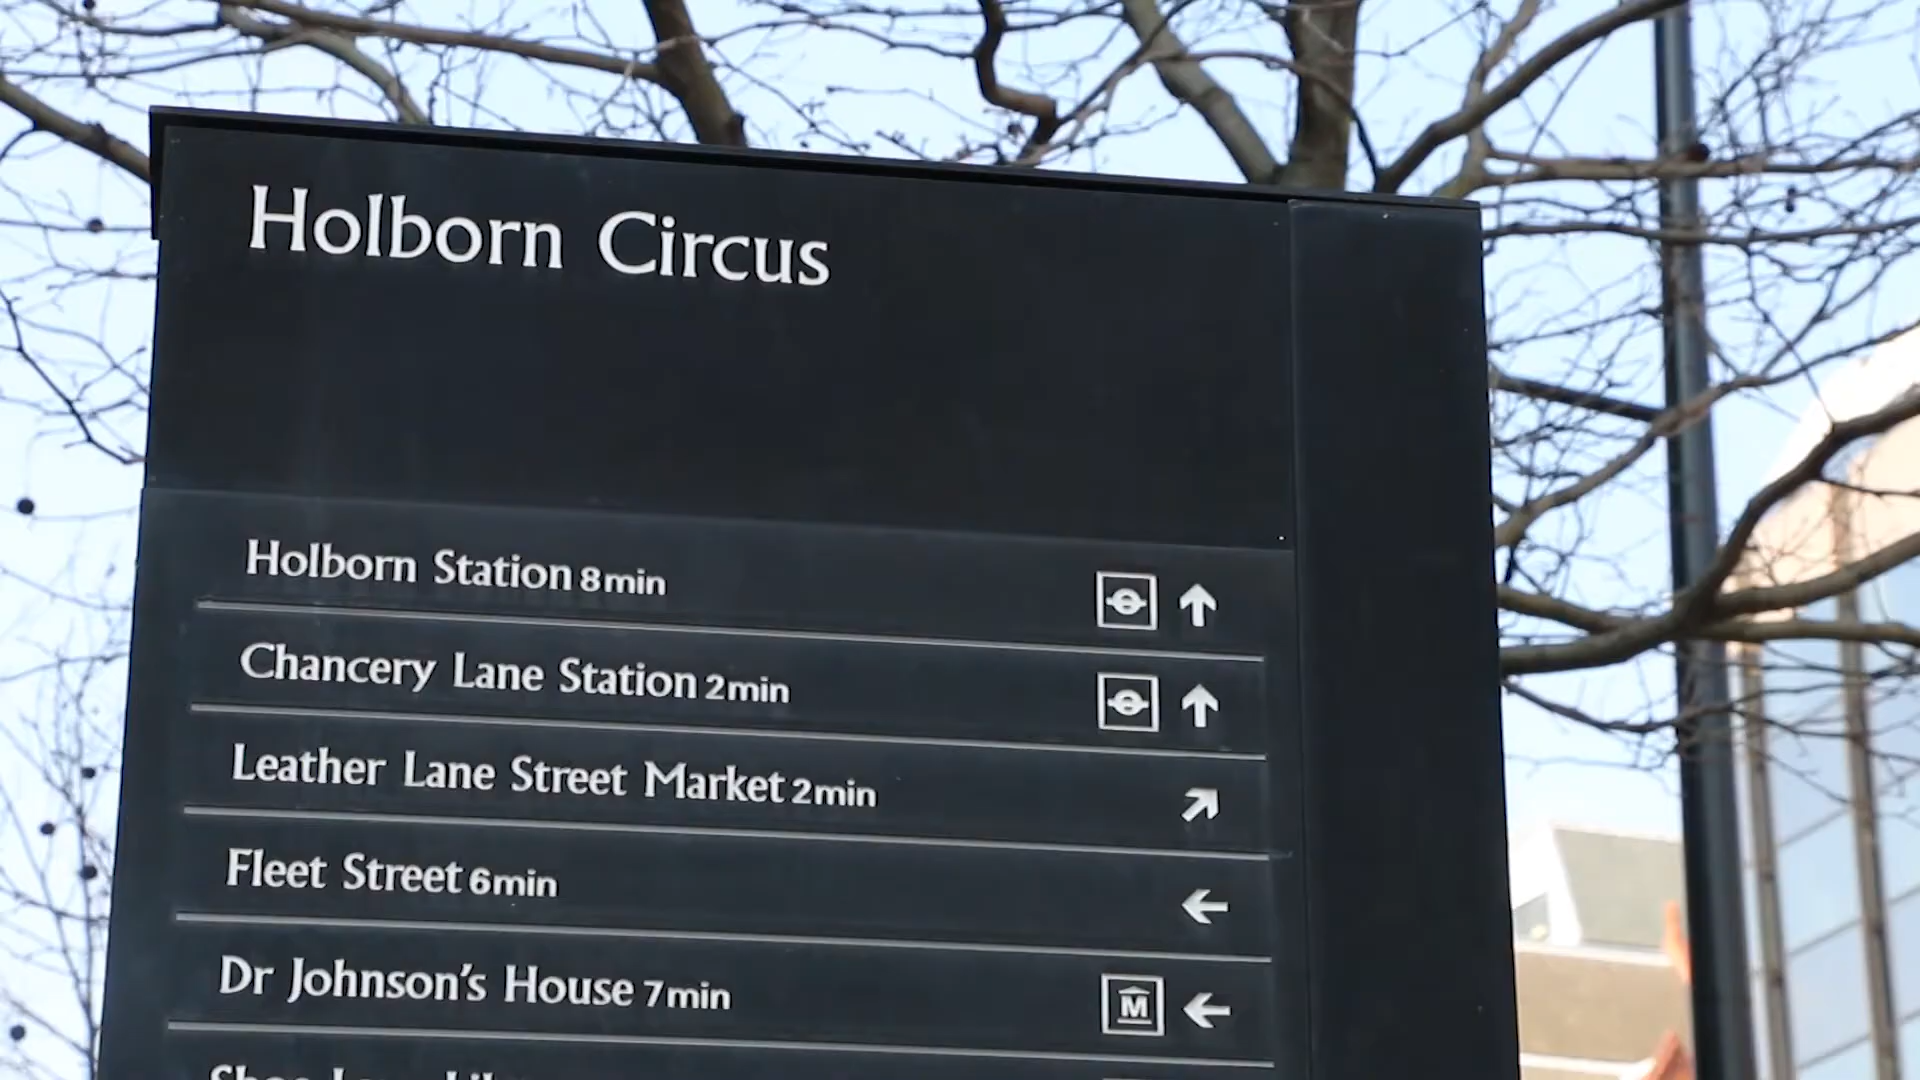 Holborn Circus
Holborn Station 8min
Chancery Lane Station 2min
Leather Lane Street Market 2min
Fleet Street 6min
Dr Johnson's House 7min
M